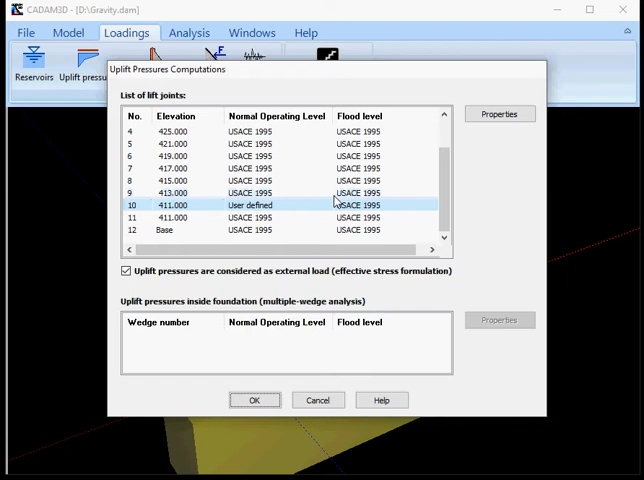 CADAM3D - [D:\Gravity.dam]
File Model Loadings Analysis Windows Help
Reservoirs Uplift pressu
Uplift Pressures Computations
List of lift joints:
No. Elevation Normal Operating Level Flood level
4 425.000 USACE 1995 USACE 1995
5 421.000 USACE 1995 USACE 1995
6 419.000 USACE 1995 USACE 1995
7 417.000 USACE 1995 USACE 1995
8 415.000 USACE 1995 USACE 1995
9 413.000 USACE 1995 USACE 1995
10 411.000 User defined USACE 1995
11 411.000 USACE 1995 USACE 1995
12 Base USACE 1995 USACE 1995
Properties
Uplift pressures are considered as external load (effective stress formulation)
Uplift pressures inside foundation (multiple-wedge analysis)
Wedge number Normal Operating Level Flood level
Properties
OK Cancel Help